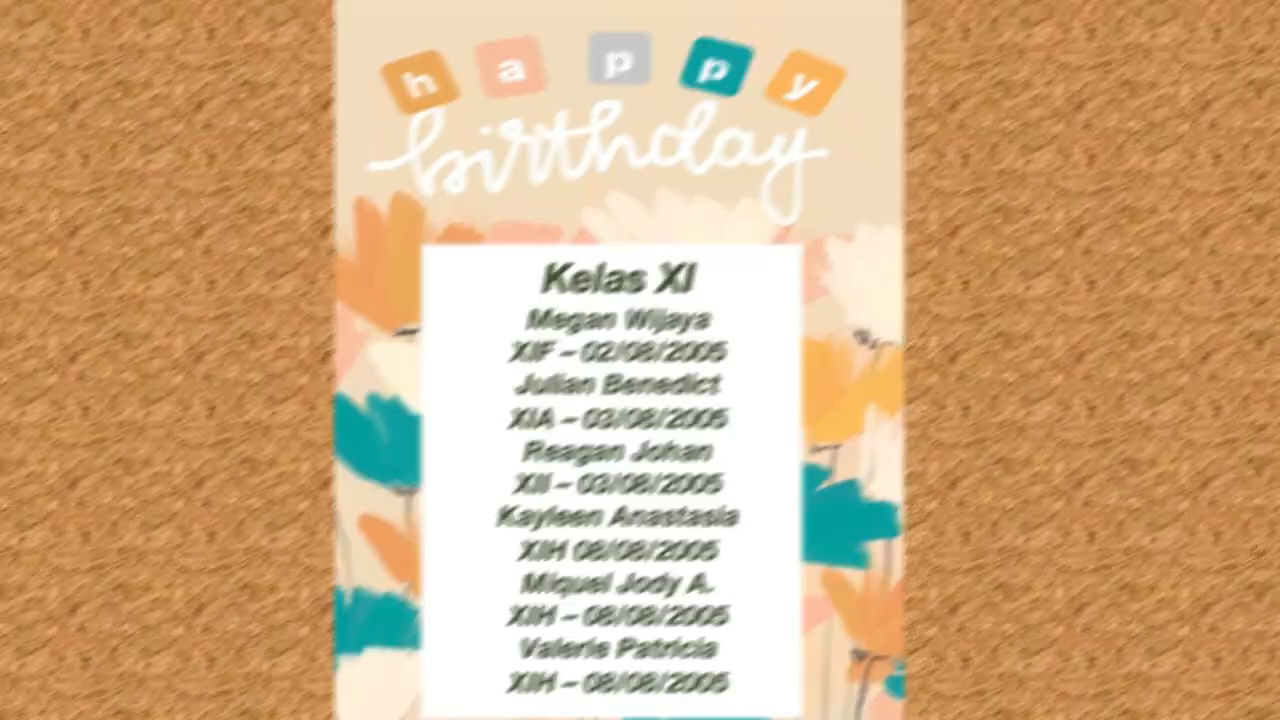 happy
birthday
Kelas XI
Megan Wijaya
XIF – 02/08/2005
Julian Benedict
XIA – 03/08/2005
Reagan Johan
XII – 03/08/2005
Kayleen Anastasia
XIH 08/08/2005
Miquel Jody A.
XIH – 08/08/2005
Valerie Patricia
XIH – 08/08/2005